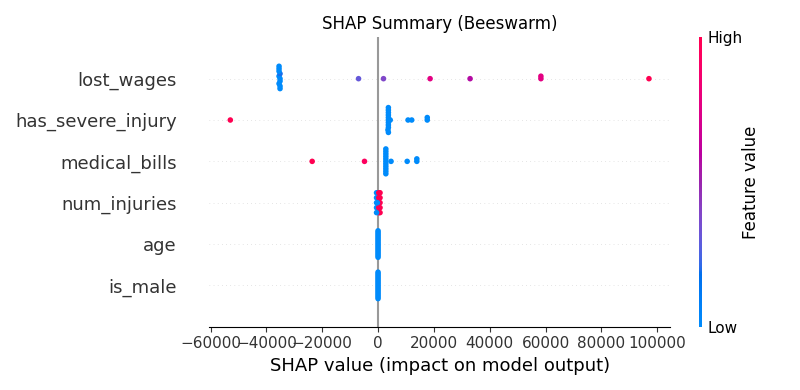 SHAP Summary (Beeswarm)
High
lost_wages
has_severe_injury
medical_bills
num_injuries
age
is_male
Feature value
Low
−60000 −40000 −20000 0 20000 40000 60000 80000 100000
SHAP value (impact on model output)